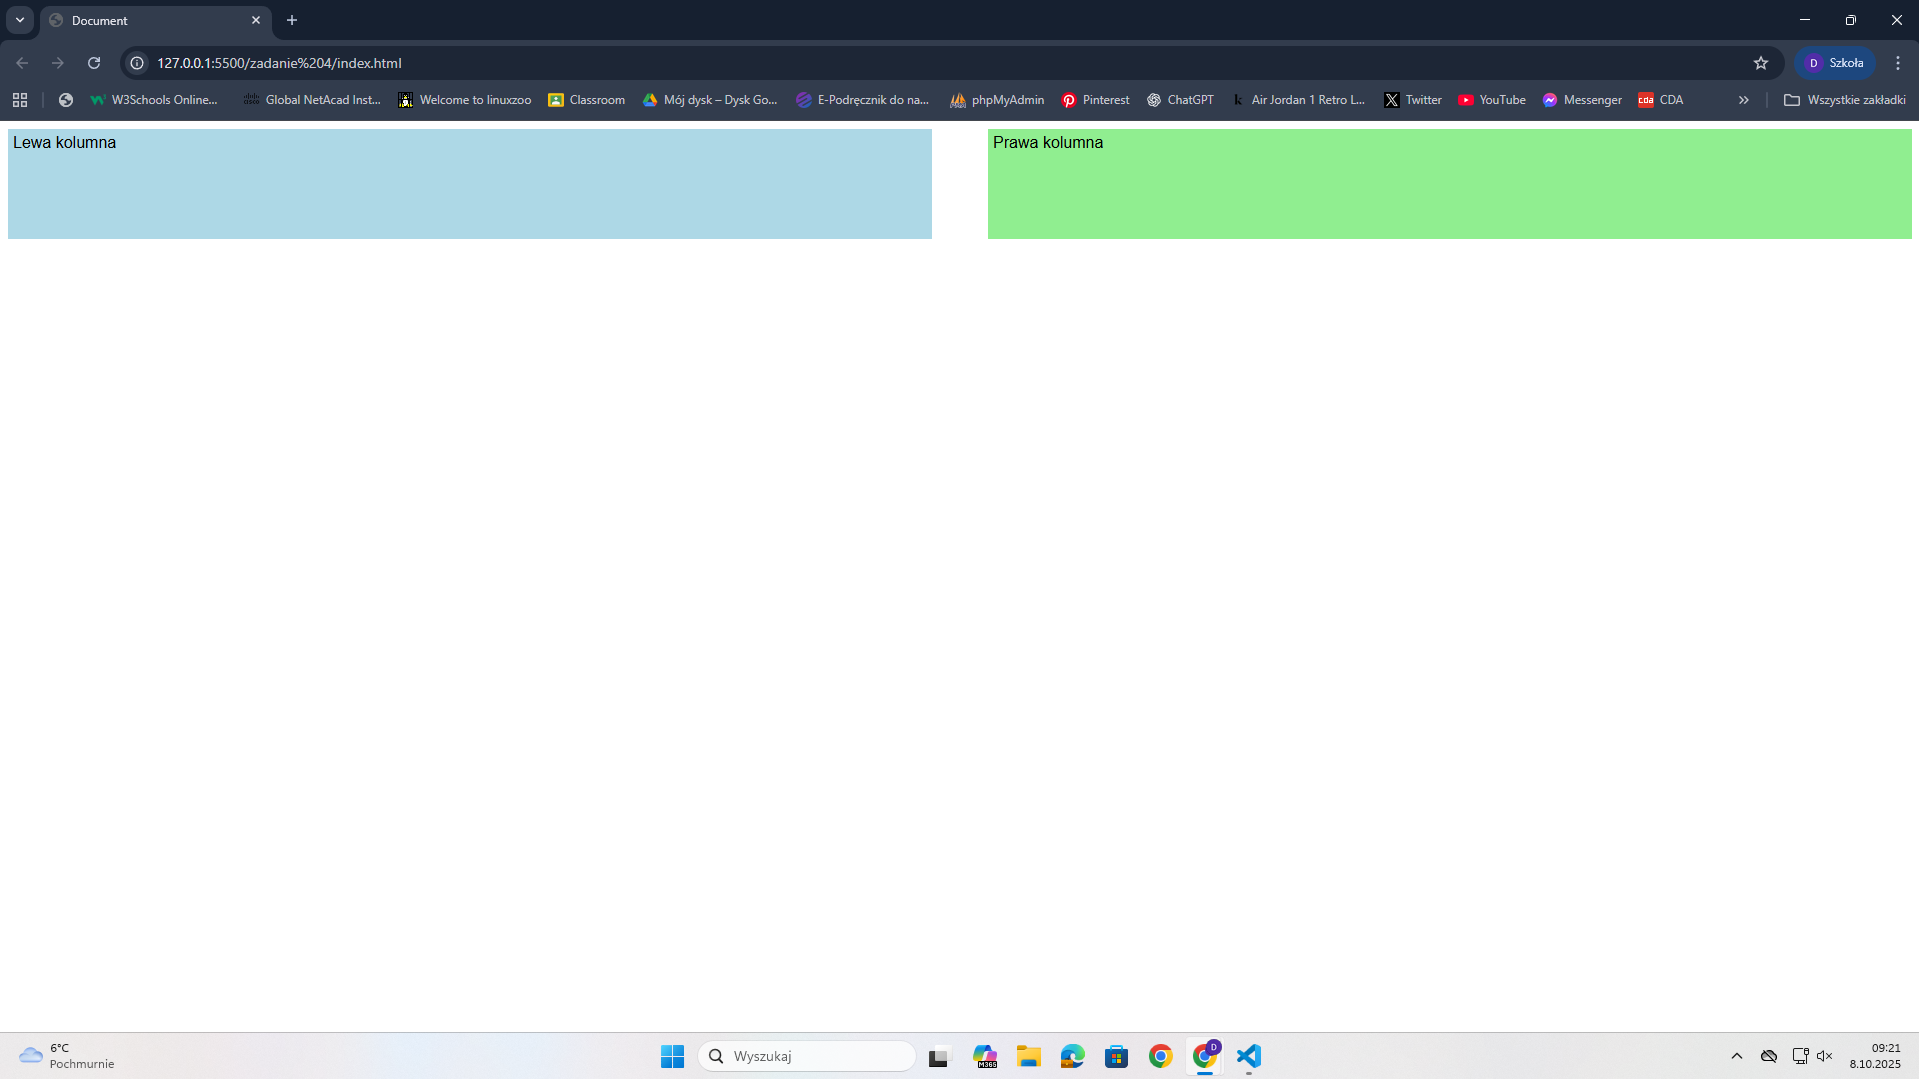 Document
127.0.0.1:5500/zadanie%204/index.html
D Szkoła
W3Schools Online...
Global NetAcad Inst...
Welcome to linuxzoo
Classroom
Mój dysk – Dysk Go...
E-Podręcznik do na...
phpMyAdmin
Pinterest
ChatGPT
Air Jordan 1 Retro L...
Twitter
YouTube
Messenger
CDA
Wszystkie zakładki
Lewa kolumna
Prawa kolumna
6°C
Pochmurnie
Wyszukaj
M365
D
09:21
8.10.2025